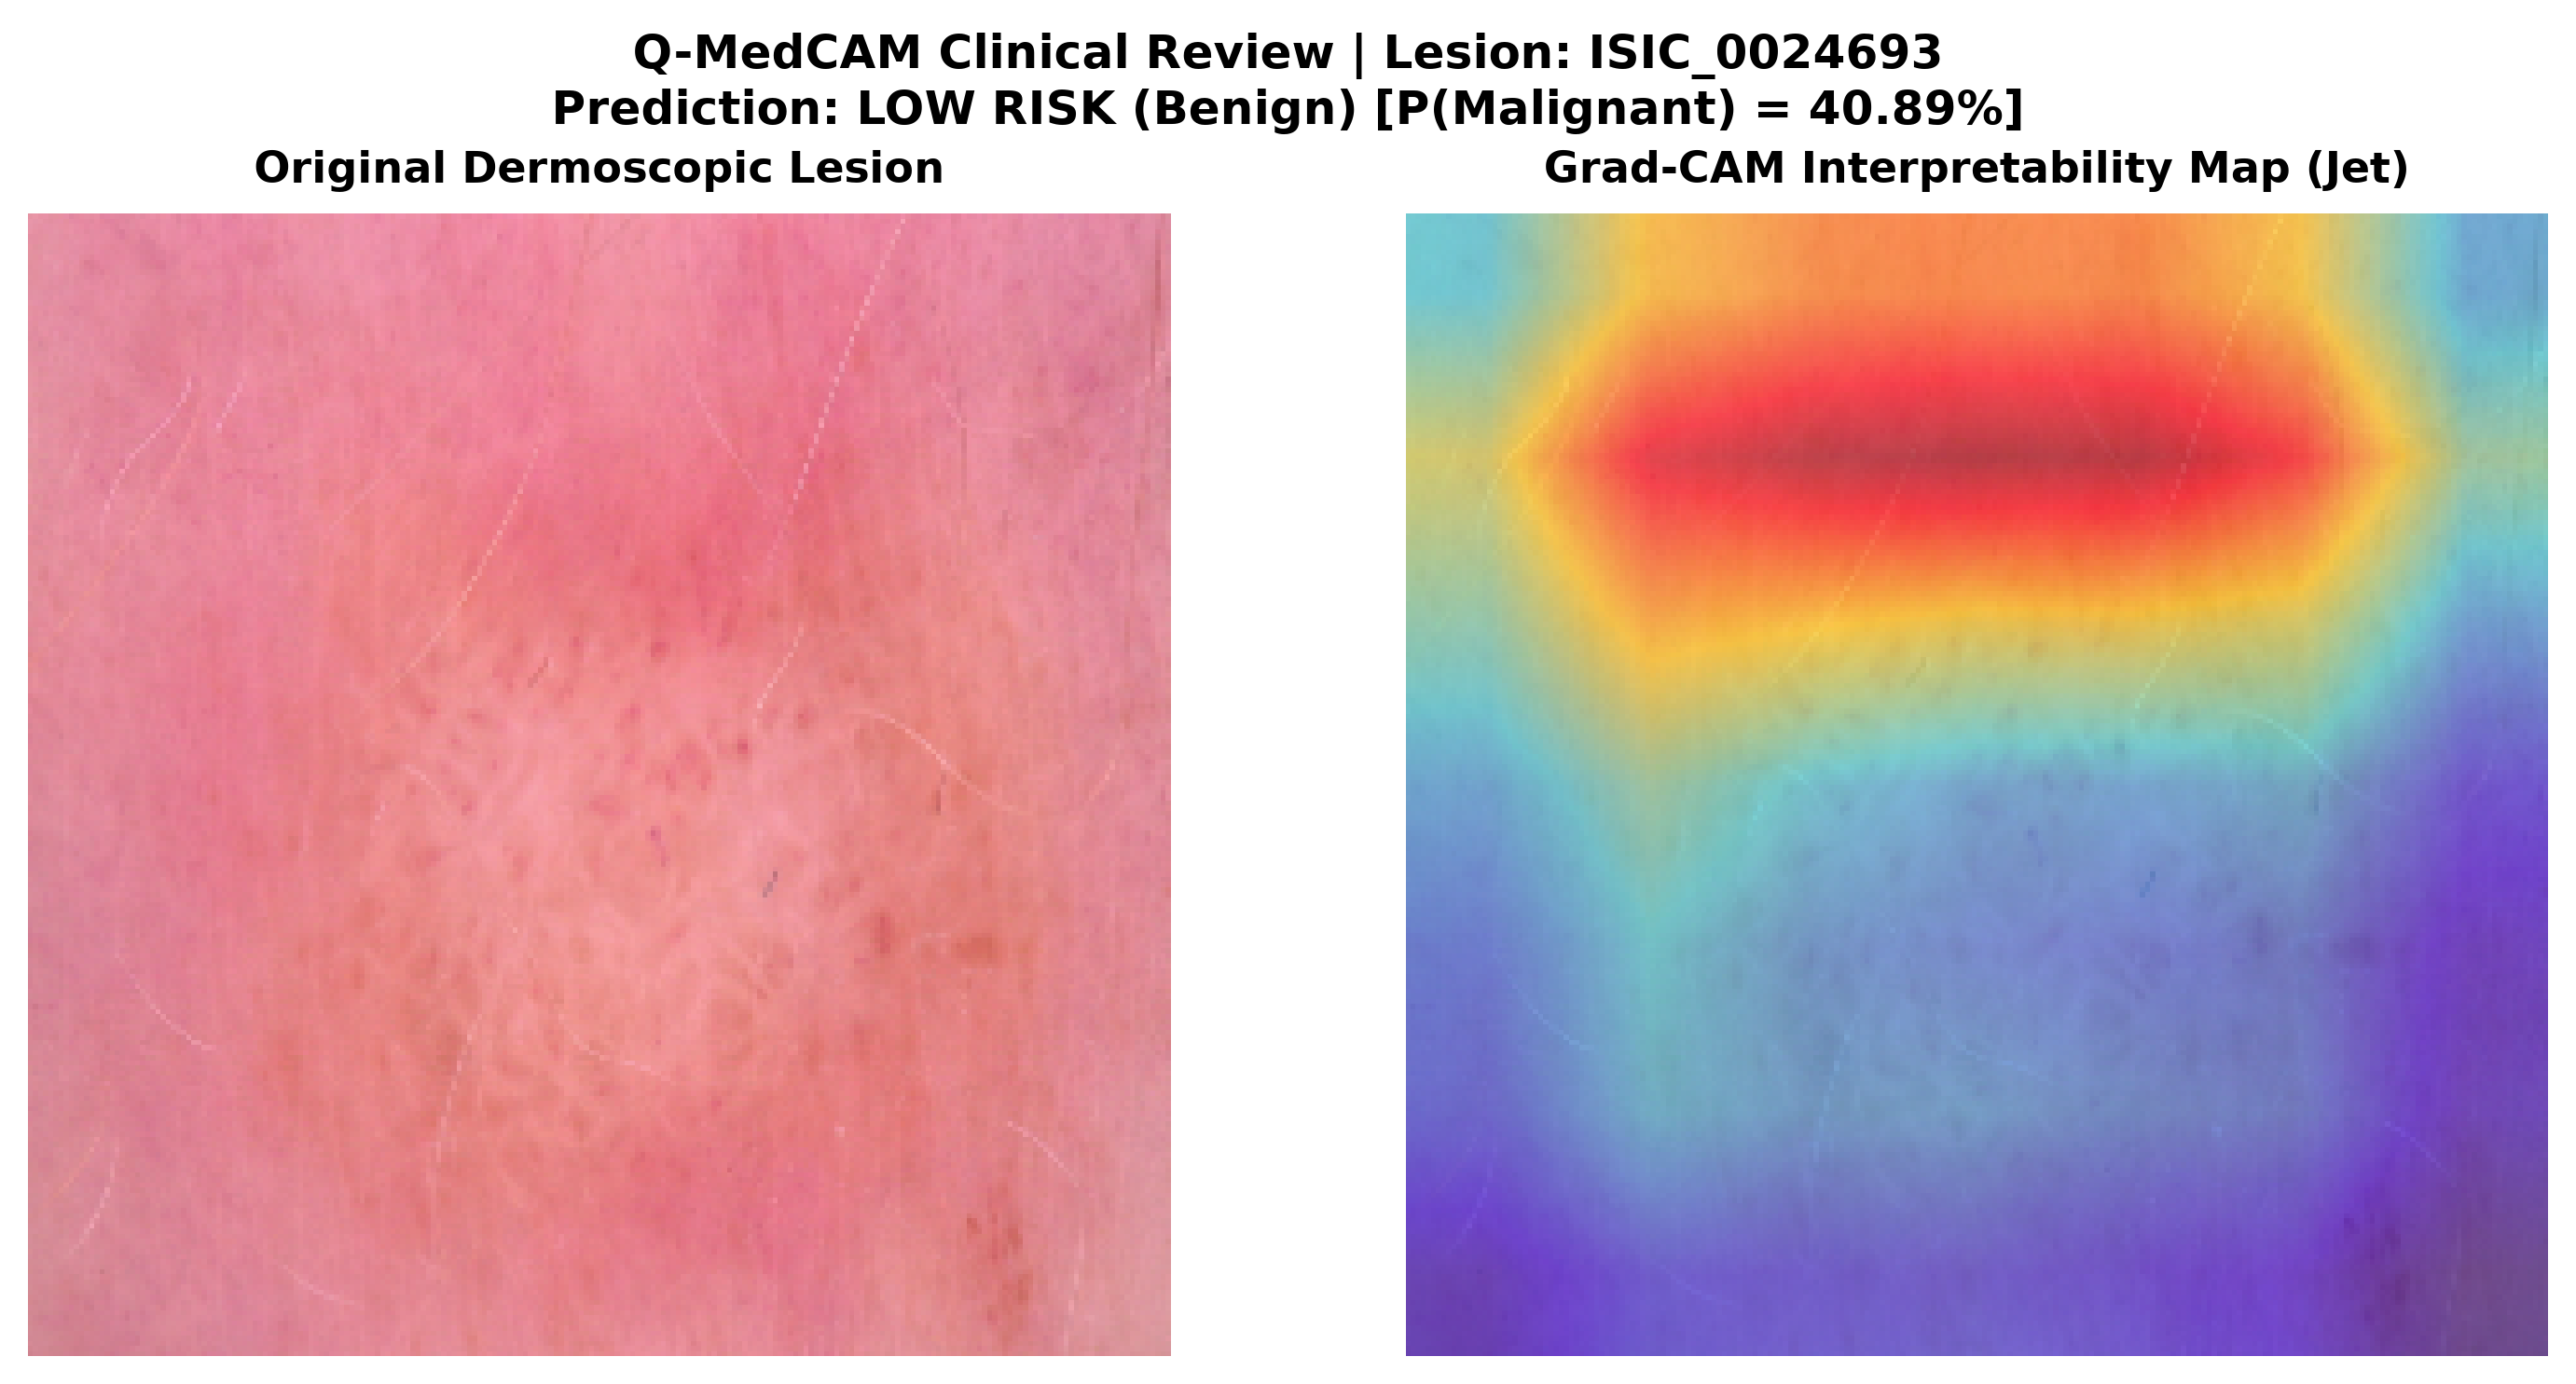 Q-MedCAM Clinical Review | Lesion: ISIC_0024693
Prediction: LOW RISK (Benign) [P(Malignant) = 40.89%]
Original Dermoscopic Lesion
Grad-CAM Interpretability Map (Jet)